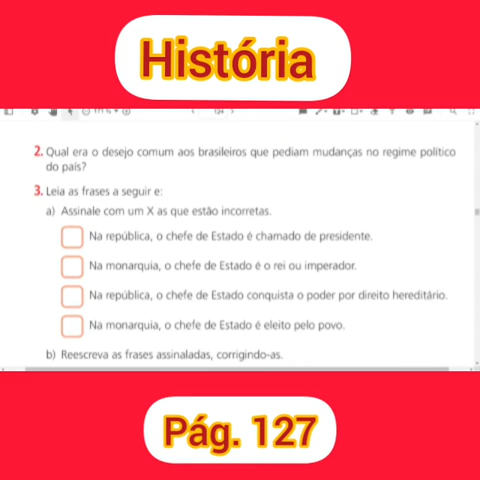 História
2. Qual era o desejo comum aos brasileiros que pediam mudanças no regime político
do país?
3. Leia as frases a seguir e:
a) Assinale com um X as que estão incorretas.
Na república, o chefe de Estado é chamado de presidente.
Na monarquia, o chefe de Estado é o rei ou imperador.
Na república, o chefe de Estado conquista o poder por direito hereditário.
Na monarquia, o chefe de Estado é eleito pelo povo.
b) Reescreva as frases assinaladas, corrigindo-as.
Pág. 127